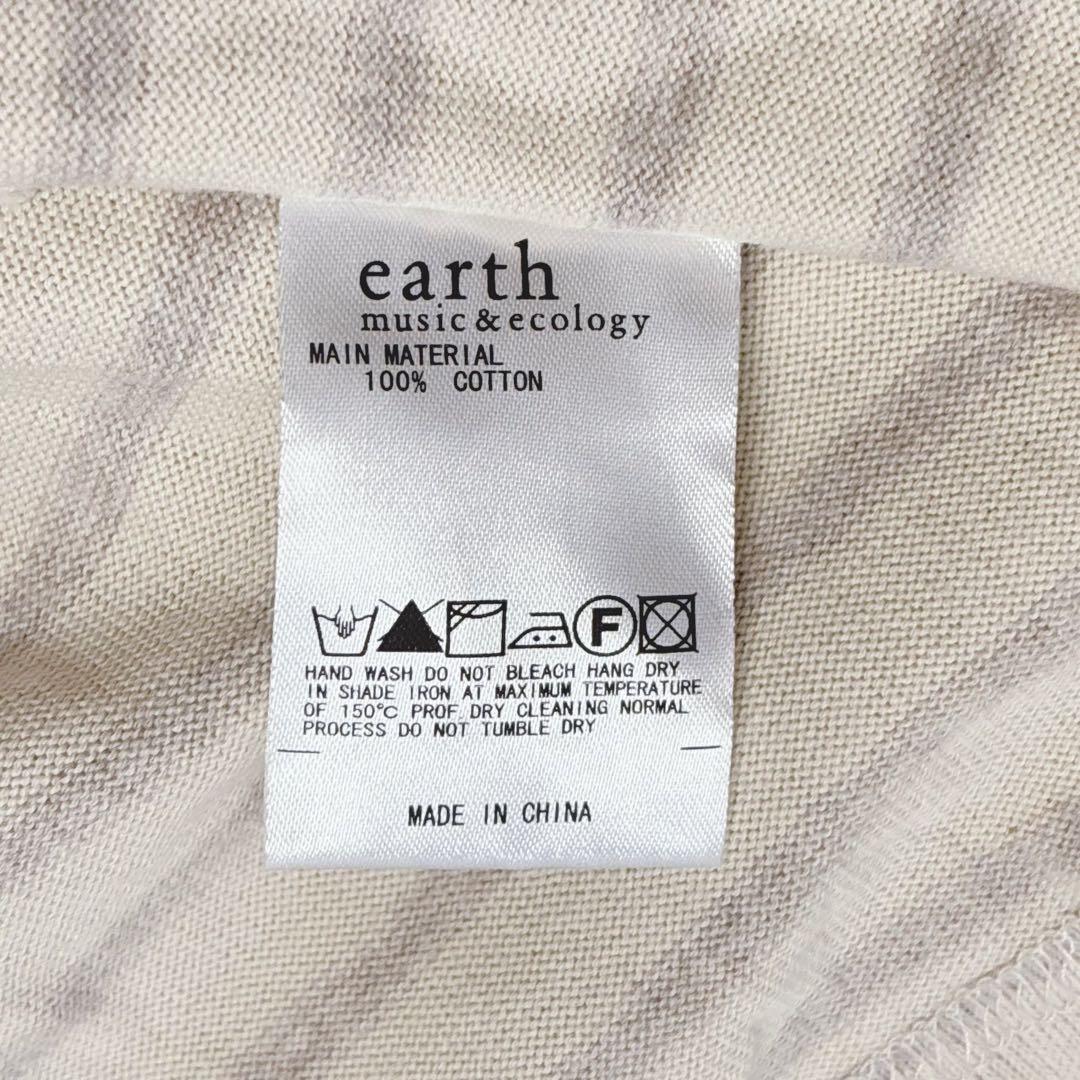 earth
music & ecology
MAIN MATERIAL
100% COTTON
F
HAND WASH DO NOT BLEACH HANG DRY
IN SHADE IRON AT MAXIMUM TEMPERATURE
OF 150℃ PROF DRY CLEANING NORMAL
PROCESS DO NOT TUMBLE DRY
MADE IN CHINA